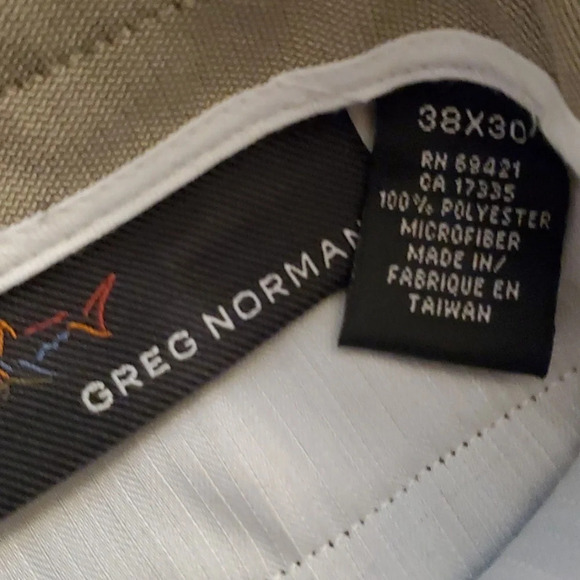 GREG NORMAN
38X30
RN 69421
CA 17335
100% POLYESTER
MICROFIBER
MADE IN/
FABRIQUE EN
TAIWAN